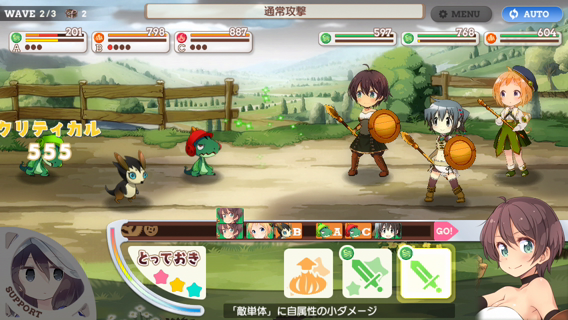 WAVE 2/3 2
通常攻撃
MENU
AUTO
A 201
B 798
C 887
597
768
604
クリティカル
555
B A C GO!
とっておき
SUPPORT
「敵単体」に自属性の小ダメージ